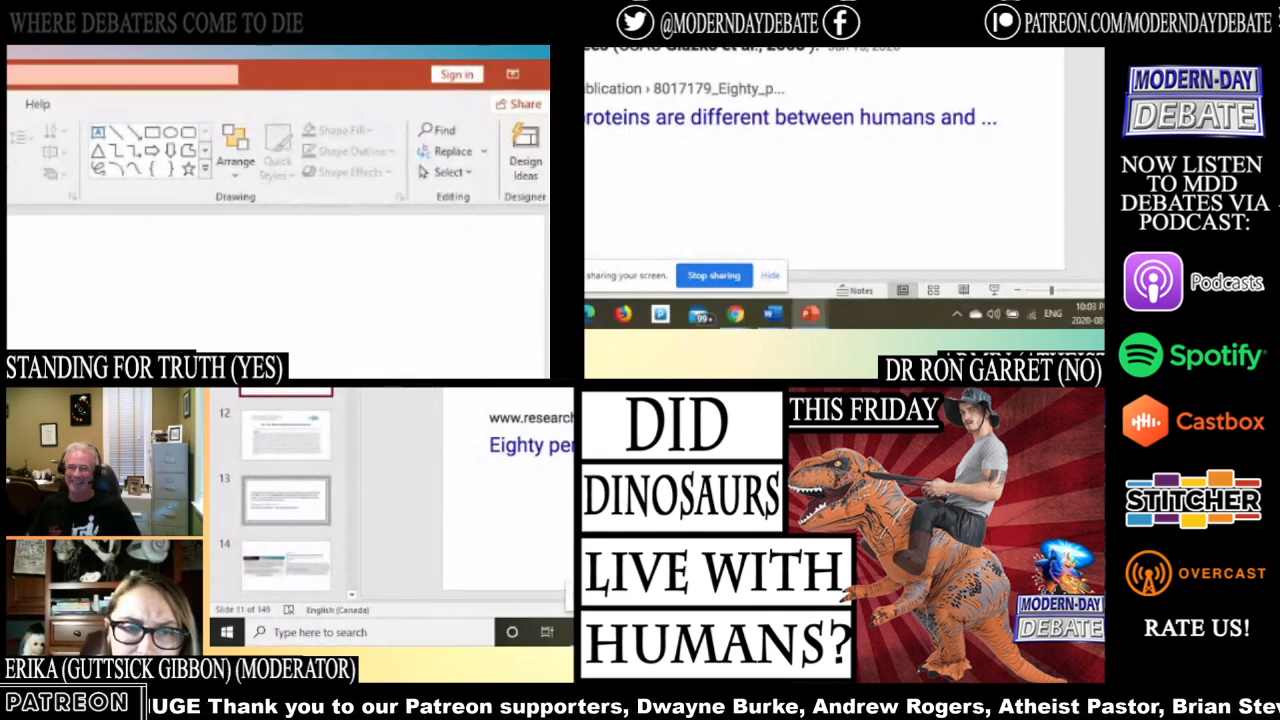 WHERE DEBATERS COME TO DIE
@MODERNDAYDEBATE
PATREON.COM/MODERNDAYDEBATE
Sign in
Help
Share
Shape Fill
Shape Outline
Shape Effects
Arrange
Quick
Styles
Find
Replace
Select
Design
Ideas
Drawing
Editing
Designer
blication › 8017179_Eighty_p...
roteins are different between humans and ...
sharing your screen.
Stop sharing
Hide
Notes
99+
ENG
10:03 P
2020-08
STANDING FOR TRUTH (YES)
DR RON GARRET (NO)
MODERN-DAY
DEBATE
NOW LISTEN
TO MDD
DEBATES VIA
PODCAST:
Podcasts
Spotify
Castbox
STITCHER
OVERCAST
RATE US!
12
13
14
www.research
Eighty per
Slide 11 of 149
English (Canada)
Type here to search
ERIKA (GUTTSICK GIBBON) (MODERATOR)
DID
DINOSAURS
LIVE WITH
HUMANS?
THIS FRIDAY
MODERN-DAY
DEBATE
PATREON
UGE Thank you to our Patreon supporters, Dwayne Burke, Andrew Rogers, Atheist Pastor, Brian Stev